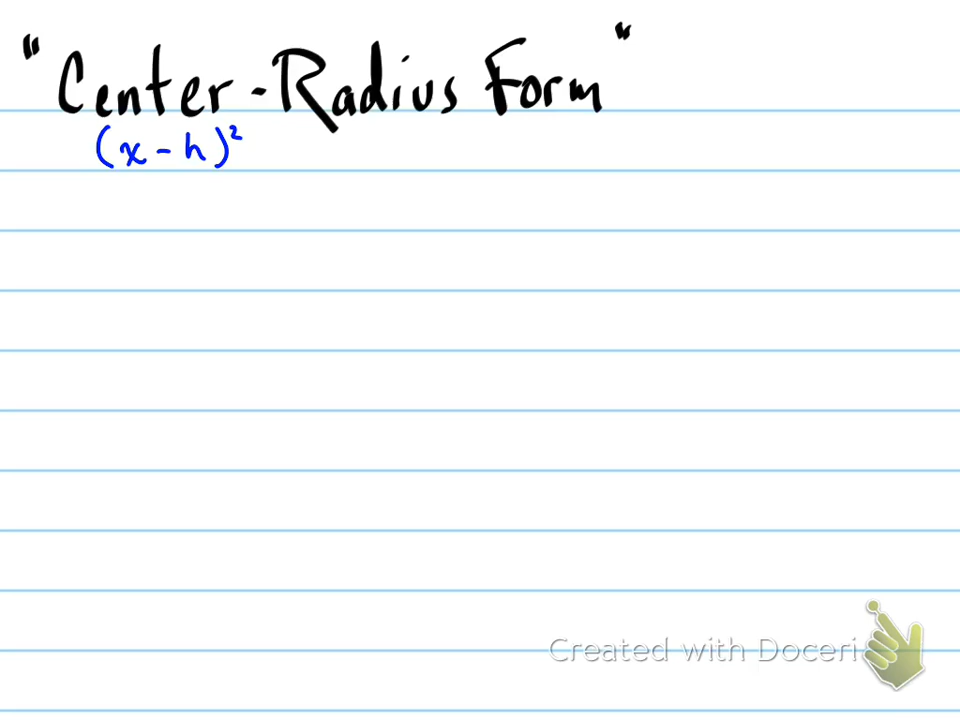 "Center-Radius Form"
(x-h)²
Created with Doceri